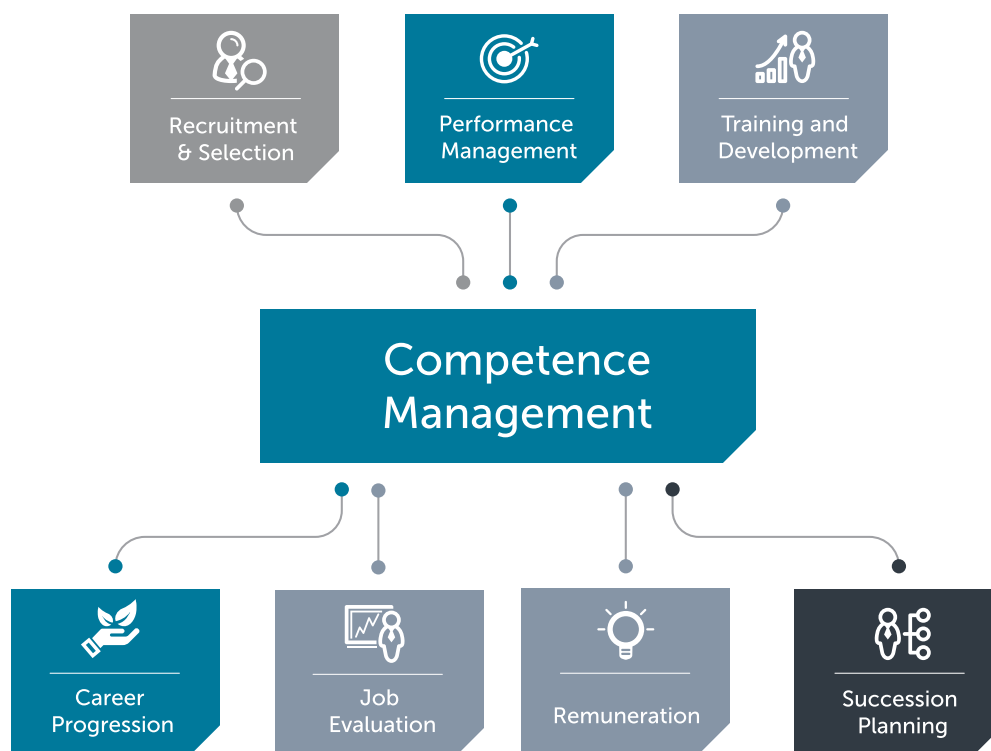 Recruitment
& Selection
Performance
Management
Training and
Development
Competence
Management
Career
Progression
Job
Evaluation
Remuneration
Succession
Planning